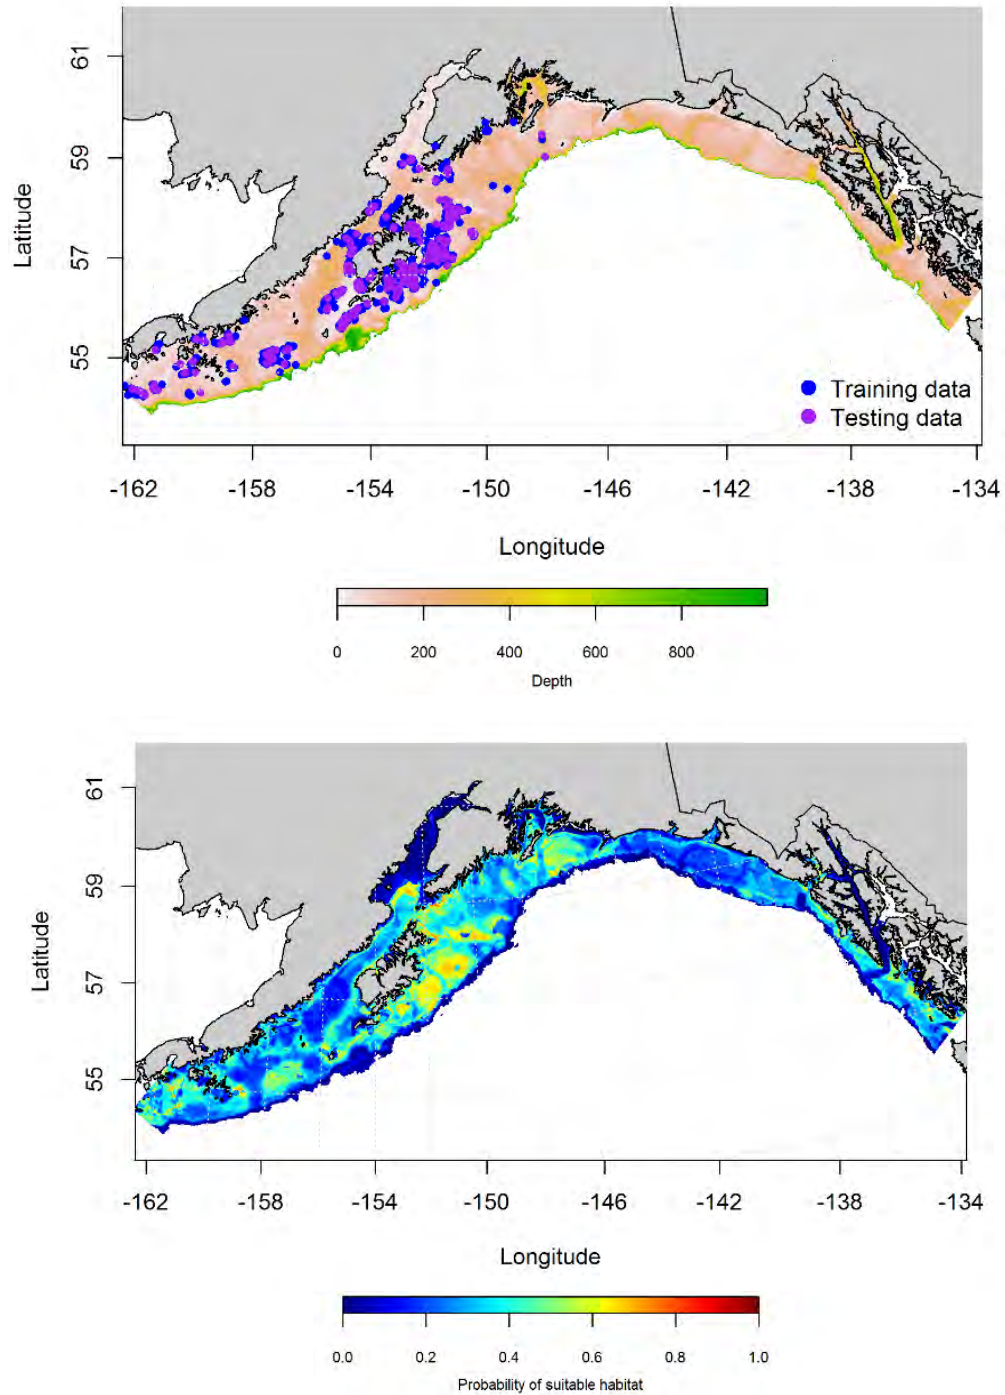 61
59
57
55
Latitude
Training data
Testing data
-162 -158 -154 -150 -146 -142 -138 -134
Longitude
0 200 400 600 800
Depth
61
59
57
55
Latitude
-162 -158 -154 -150 -146 -142 -138 -134
Longitude
0.0 0.2 0.4 0.6 0.8 1.0
Probability of suitable habitat